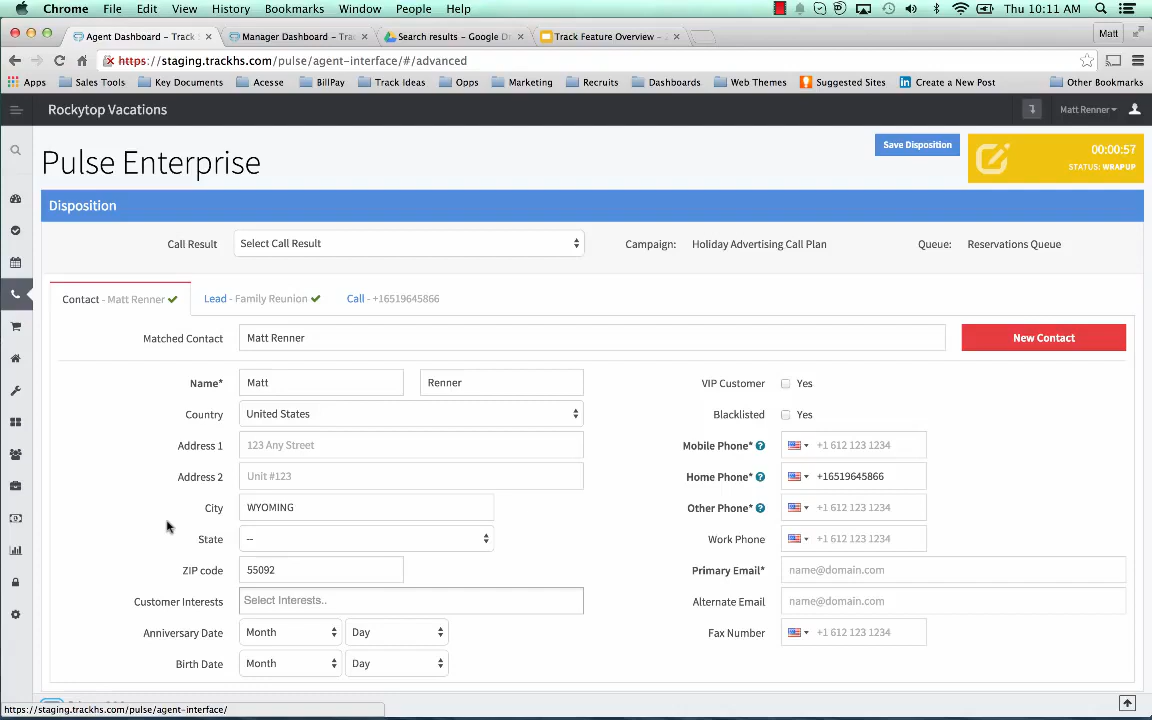 Chrome File Edit View History Bookmarks Window People Help Thu 10:11 AM
Agent Dashboard - Track Manager Dashboard - Search results - Google Track Feature Overview - Matt
https://staging.trackhs.com/pulse/agent-interface/#/advanced
Apps Sales Tools Key Documents Acesse BillPay Track Ideas Opps Marketing Recruits Dashboards Web Themes Suggested Sites Create a New Post Other Bookmarks
Rockytop Vacations Matt Renner
Pulse Enterprise
Save Disposition
00:00:57
STATUS: WRAPUP
Disposition
Call Result Select Call Result Campaign: Holiday Advertising Call Plan Queue: Reservations Queue
Contact - Matt Renner Lead - Family Reunion Call - +16519645866
Matched Contact Matt Renner New Contact
Name* Matt Renner VIP Customer Yes
Country United States Blacklisted Yes
Address 1 123 Any Street Mobile Phone* ? +1 612 123 1234
Address 2 Unit #123 Home Phone* ? +16519645866
City WYOMING Other Phone* ? +1 612 123 1234
State -- Work Phone +1 612 123 1234
ZIP code 55092 Primary Email* name@domain.com
Customer Interests Select Interests.. Alternate Email name@domain.com
Anniversary Date Month Day Fax Number +1 612 123 1234
Birth Date Month Day
https://staging.trackhs.com/pulse/agent-interface/